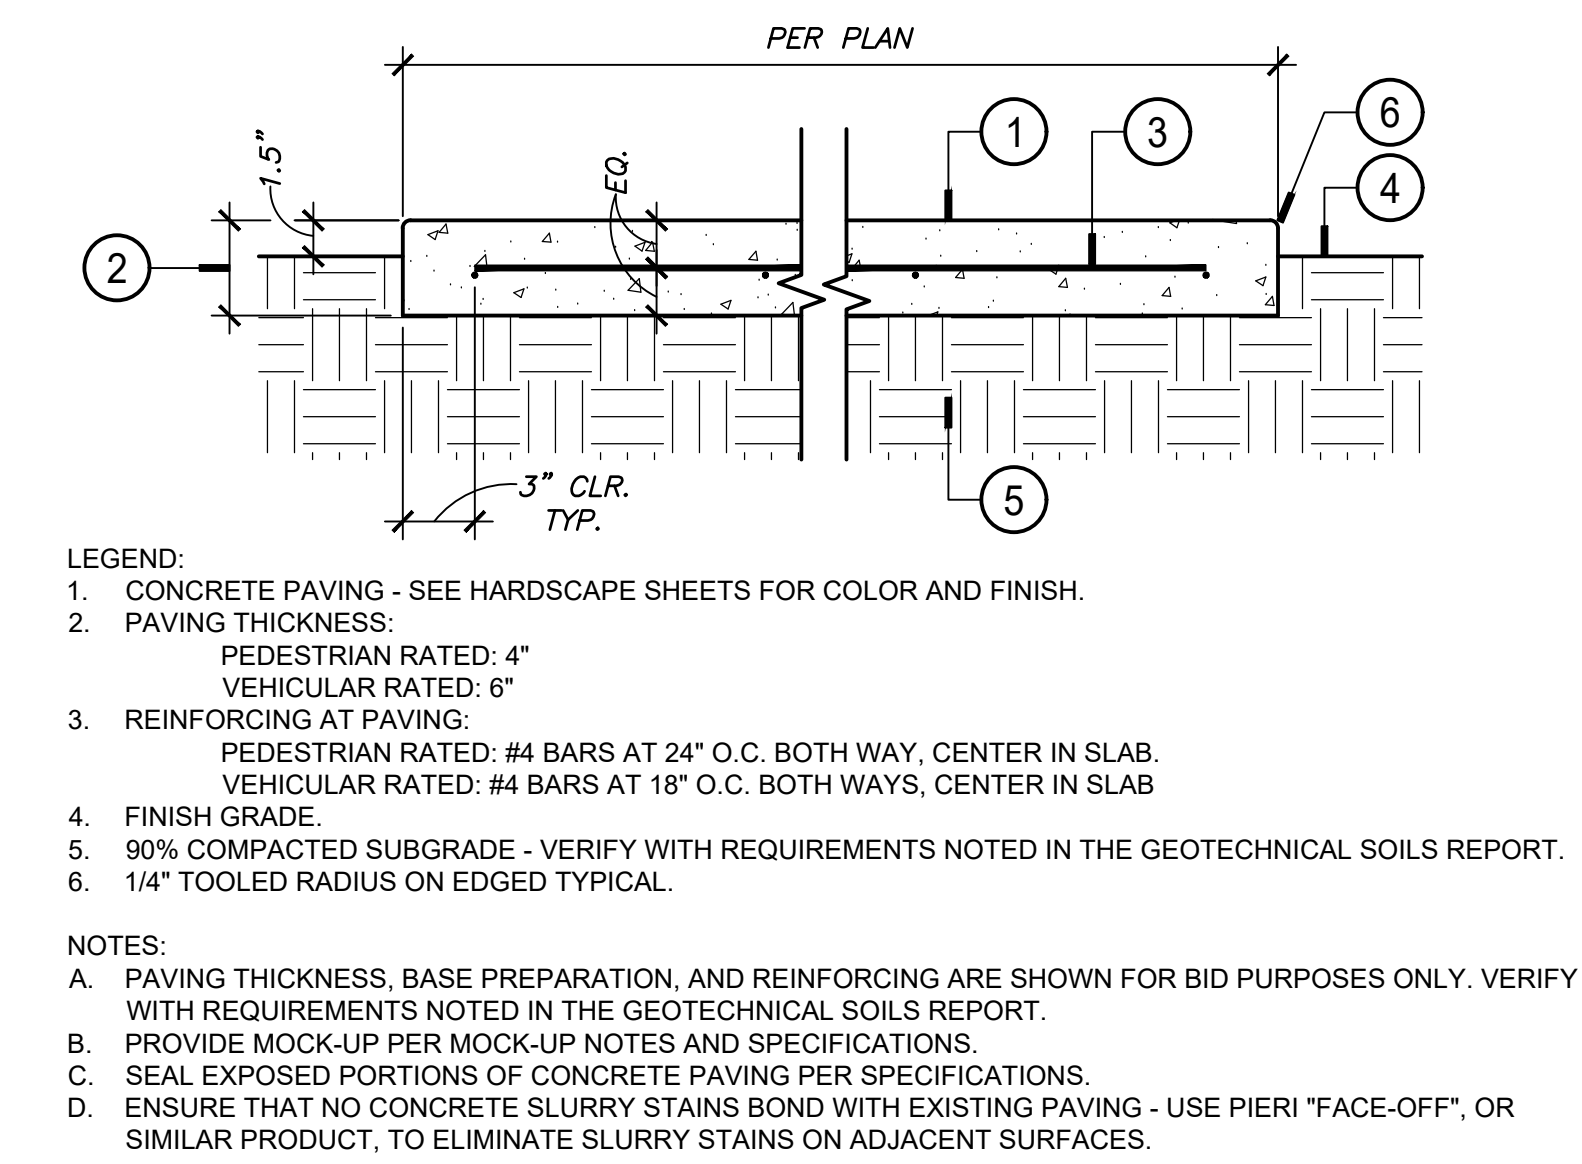 PER PLAN
1.5"
EQ.
1
3
6
4
2
5
3" CLR.
TYP.
LEGEND:
1. CONCRETE PAVING - SEE HARDSCAPE SHEETS FOR COLOR AND FINISH.
2. PAVING THICKNESS:
PEDESTRIAN RATED: 4"
VEHICULAR RATED: 6"
3. REINFORCING AT PAVING:
PEDESTRIAN RATED: #4 BARS AT 24" O.C. BOTH WAY, CENTER IN SLAB.
VEHICULAR RATED: #4 BARS AT 18" O.C. BOTH WAYS, CENTER IN SLAB
4. FINISH GRADE.
5. 90% COMPACTED SUBGRADE - VERIFY WITH REQUIREMENTS NOTED IN THE GEOTECHNICAL SOILS REPORT.
6. 1/4" TOOLED RADIUS ON EDGED TYPICAL.
NOTES:
A. PAVING THICKNESS, BASE PREPARATION, AND REINFORCING ARE SHOWN FOR BID PURPOSES ONLY. VERIFY
WITH REQUIREMENTS NOTED IN THE GEOTECHNICAL SOILS REPORT.
B. PROVIDE MOCK-UP PER MOCK-UP NOTES AND SPECIFICATIONS.
C. SEAL EXPOSED PORTIONS OF CONCRETE PAVING PER SPECIFICATIONS.
D. ENSURE THAT NO CONCRETE SLURRY STAINS BOND WITH EXISTING PAVING - USE PIERI "FACE-OFF", OR
SIMILAR PRODUCT, TO ELIMINATE SLURRY STAINS ON ADJACENT SURFACES.